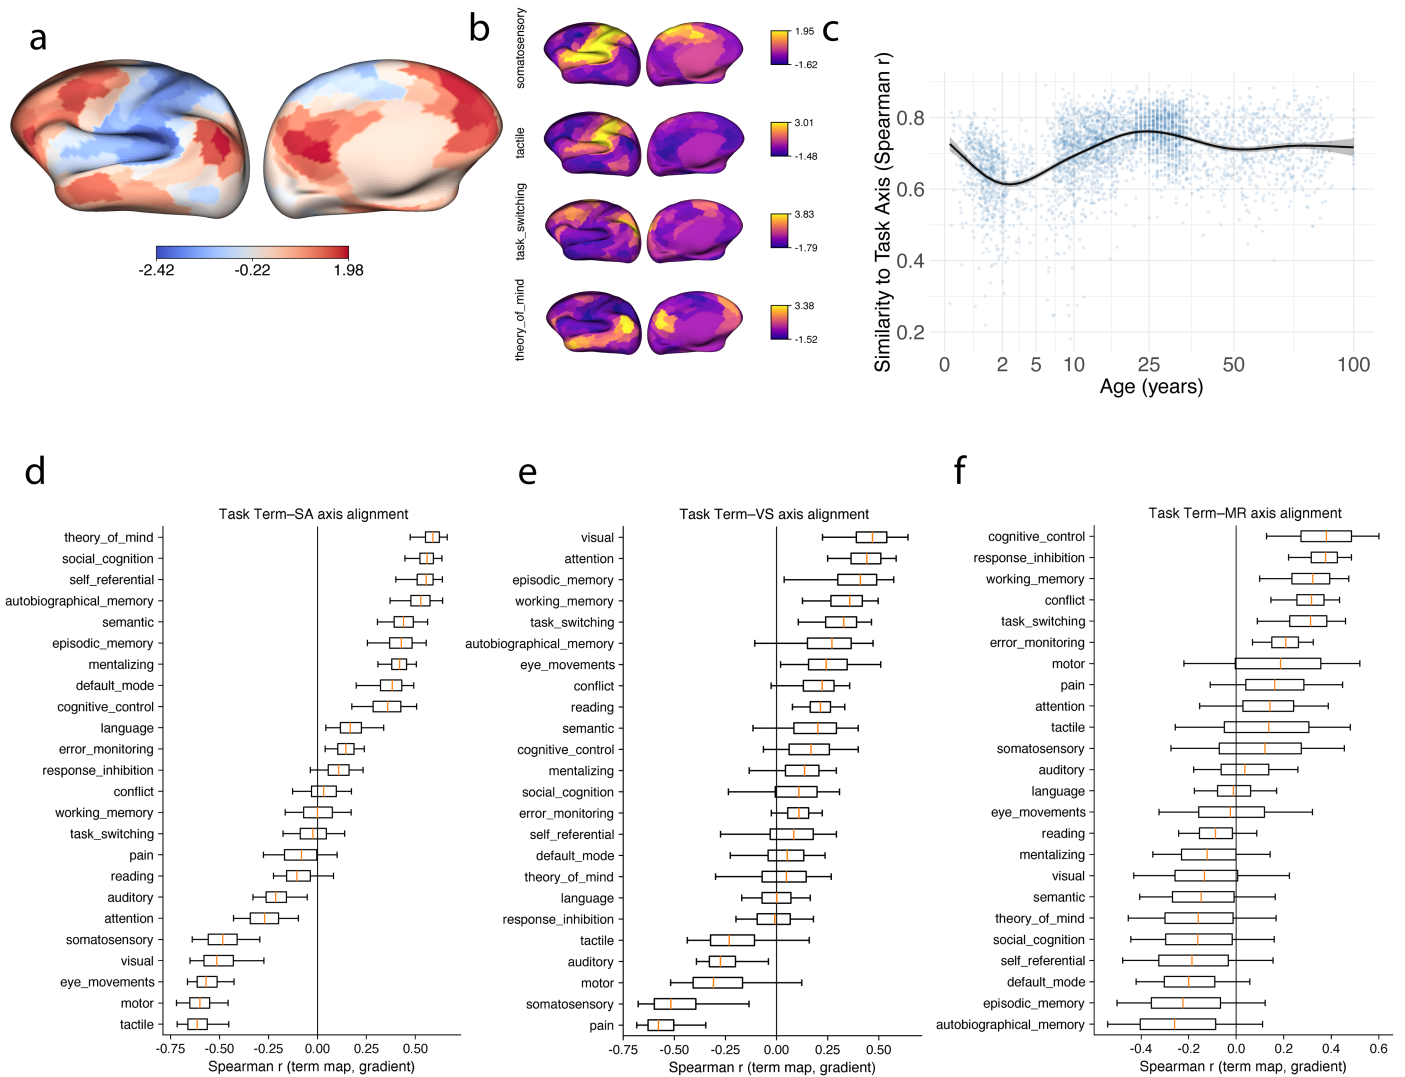 a
-2.42 -0.22 1.98
b
somatosensory
1.95
-1.62
tactile
3.01
-1.48
task_switching
3.83
-1.79
theory_of_mind
3.38
-1.52
c
Similarity to Task Axis (Spearman r)
0.8
0.6
0.4
0.2
0 2 5 10 25 50 100
Age (years)
d
Task Term–SA axis alignment
theory_of_mind
social_cognition
self_referential
autobiographical_memory
semantic
episodic_memory
mentalizing
default_mode
cognitive_control
language
error_monitoring
response_inhibition
conflict
working_memory
task_switching
pain
reading
auditory
attention
somatosensory
visual
eye_movements
motor
tactile
-0.75 -0.50 -0.25 0.00 0.25 0.50
Spearman r (term map, gradient)
e
Task Term–VS axis alignment
visual
attention
episodic_memory
working_memory
task_switching
autobiographical_memory
eye_movements
conflict
reading
semantic
cognitive_control
mentalizing
social_cognition
error_monitoring
self_referential
default_mode
theory_of_mind
language
response_inhibition
tactile
auditory
motor
somatosensory
pain
-0.75 -0.50 -0.25 0.00 0.25 0.50
Spearman r (term map, gradient)
f
Task Term–MR axis alignment
cognitive_control
response_inhibition
working_memory
conflict
task_switching
error_monitoring
motor
pain
attention
tactile
somatosensory
auditory
language
eye_movements
reading
mentalizing
visual
semantic
theory_of_mind
social_cognition
self_referential
default_mode
episodic_memory
autobiographical_memory
-0.4 -0.2 0.0 0.2 0.4 0.6
Spearman r (term map, gradient)